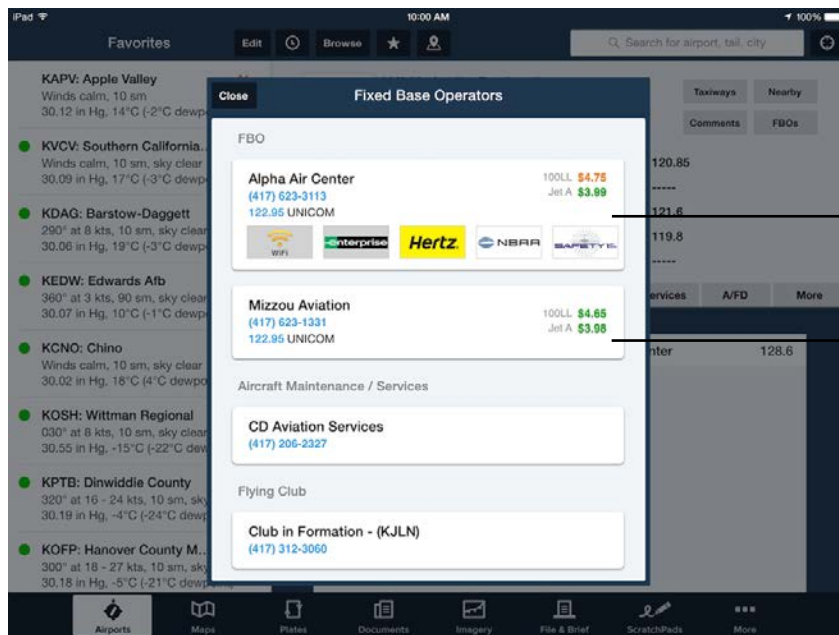 iPad
10:00 AM
100%
Favorites
Edit
Browse
Search for airport, tail, city
KAPV: Apple Valley
Winds calm, 10 sm
30.12 in Hg, 14°C (-2°C dewp
KVCV: Southern California..
Winds calm, 10 sm, sky clear
30.09 in Hg, 17°C (-3°C dewp
KDAG: Barstow-Daggett
290° at 8 kts, 10 sm, sky clear
30.06 in Hg, 19°C (-3°C dewp
KEDW: Edwards Afb
360° at 3 kts, 90 sm, sky clear
30.07 in Hg, 10°C (-1°C dewp
KCNO: Chino
Winds calm, 10 sm, sky clear
30.02 in Hg, 18°C (4°C dewpo
KOSH: Wittman Regional
030° at 8 kts, 10 sm, sky clear
30.55 in Hg, -15°C (-22°C dew
KPTB: Dinwiddie County
320° at 16 - 24 kts, 10 sm, sky
30.19 in Hg, -4°C (-24°C dewp
KOFP: Hanover County M..
300° at 18 - 27 kts, 10 sm, sky
30.18 in Hg, -5°C (-21°C dewpoint,
Close
Fixed Base Operators
FBO
Alpha Air Center
100LL $4.75
(417) 623-3113
Jet A $3.99
122.95 UNICOM
WiFi
enterprise
Hertz
NBAA
Mizzou Aviation
100LL $4.65
(417) 623-1331
Jet A $3.98
122.95 UNICOM
Aircraft Maintenance / Services
CD Aviation Services
(417) 206-2327
Flying Club
Club in Formation - (KJLN)
(417) 312-3060
Taxiways
Nearby
Comments
FBOs
120.85
-----
121.6
119.8
-----
ervices
A/FD
More
nter
128.6
Airports
Maps
Plates
Documents
Imagery
File & Brief
ScratchPads
More